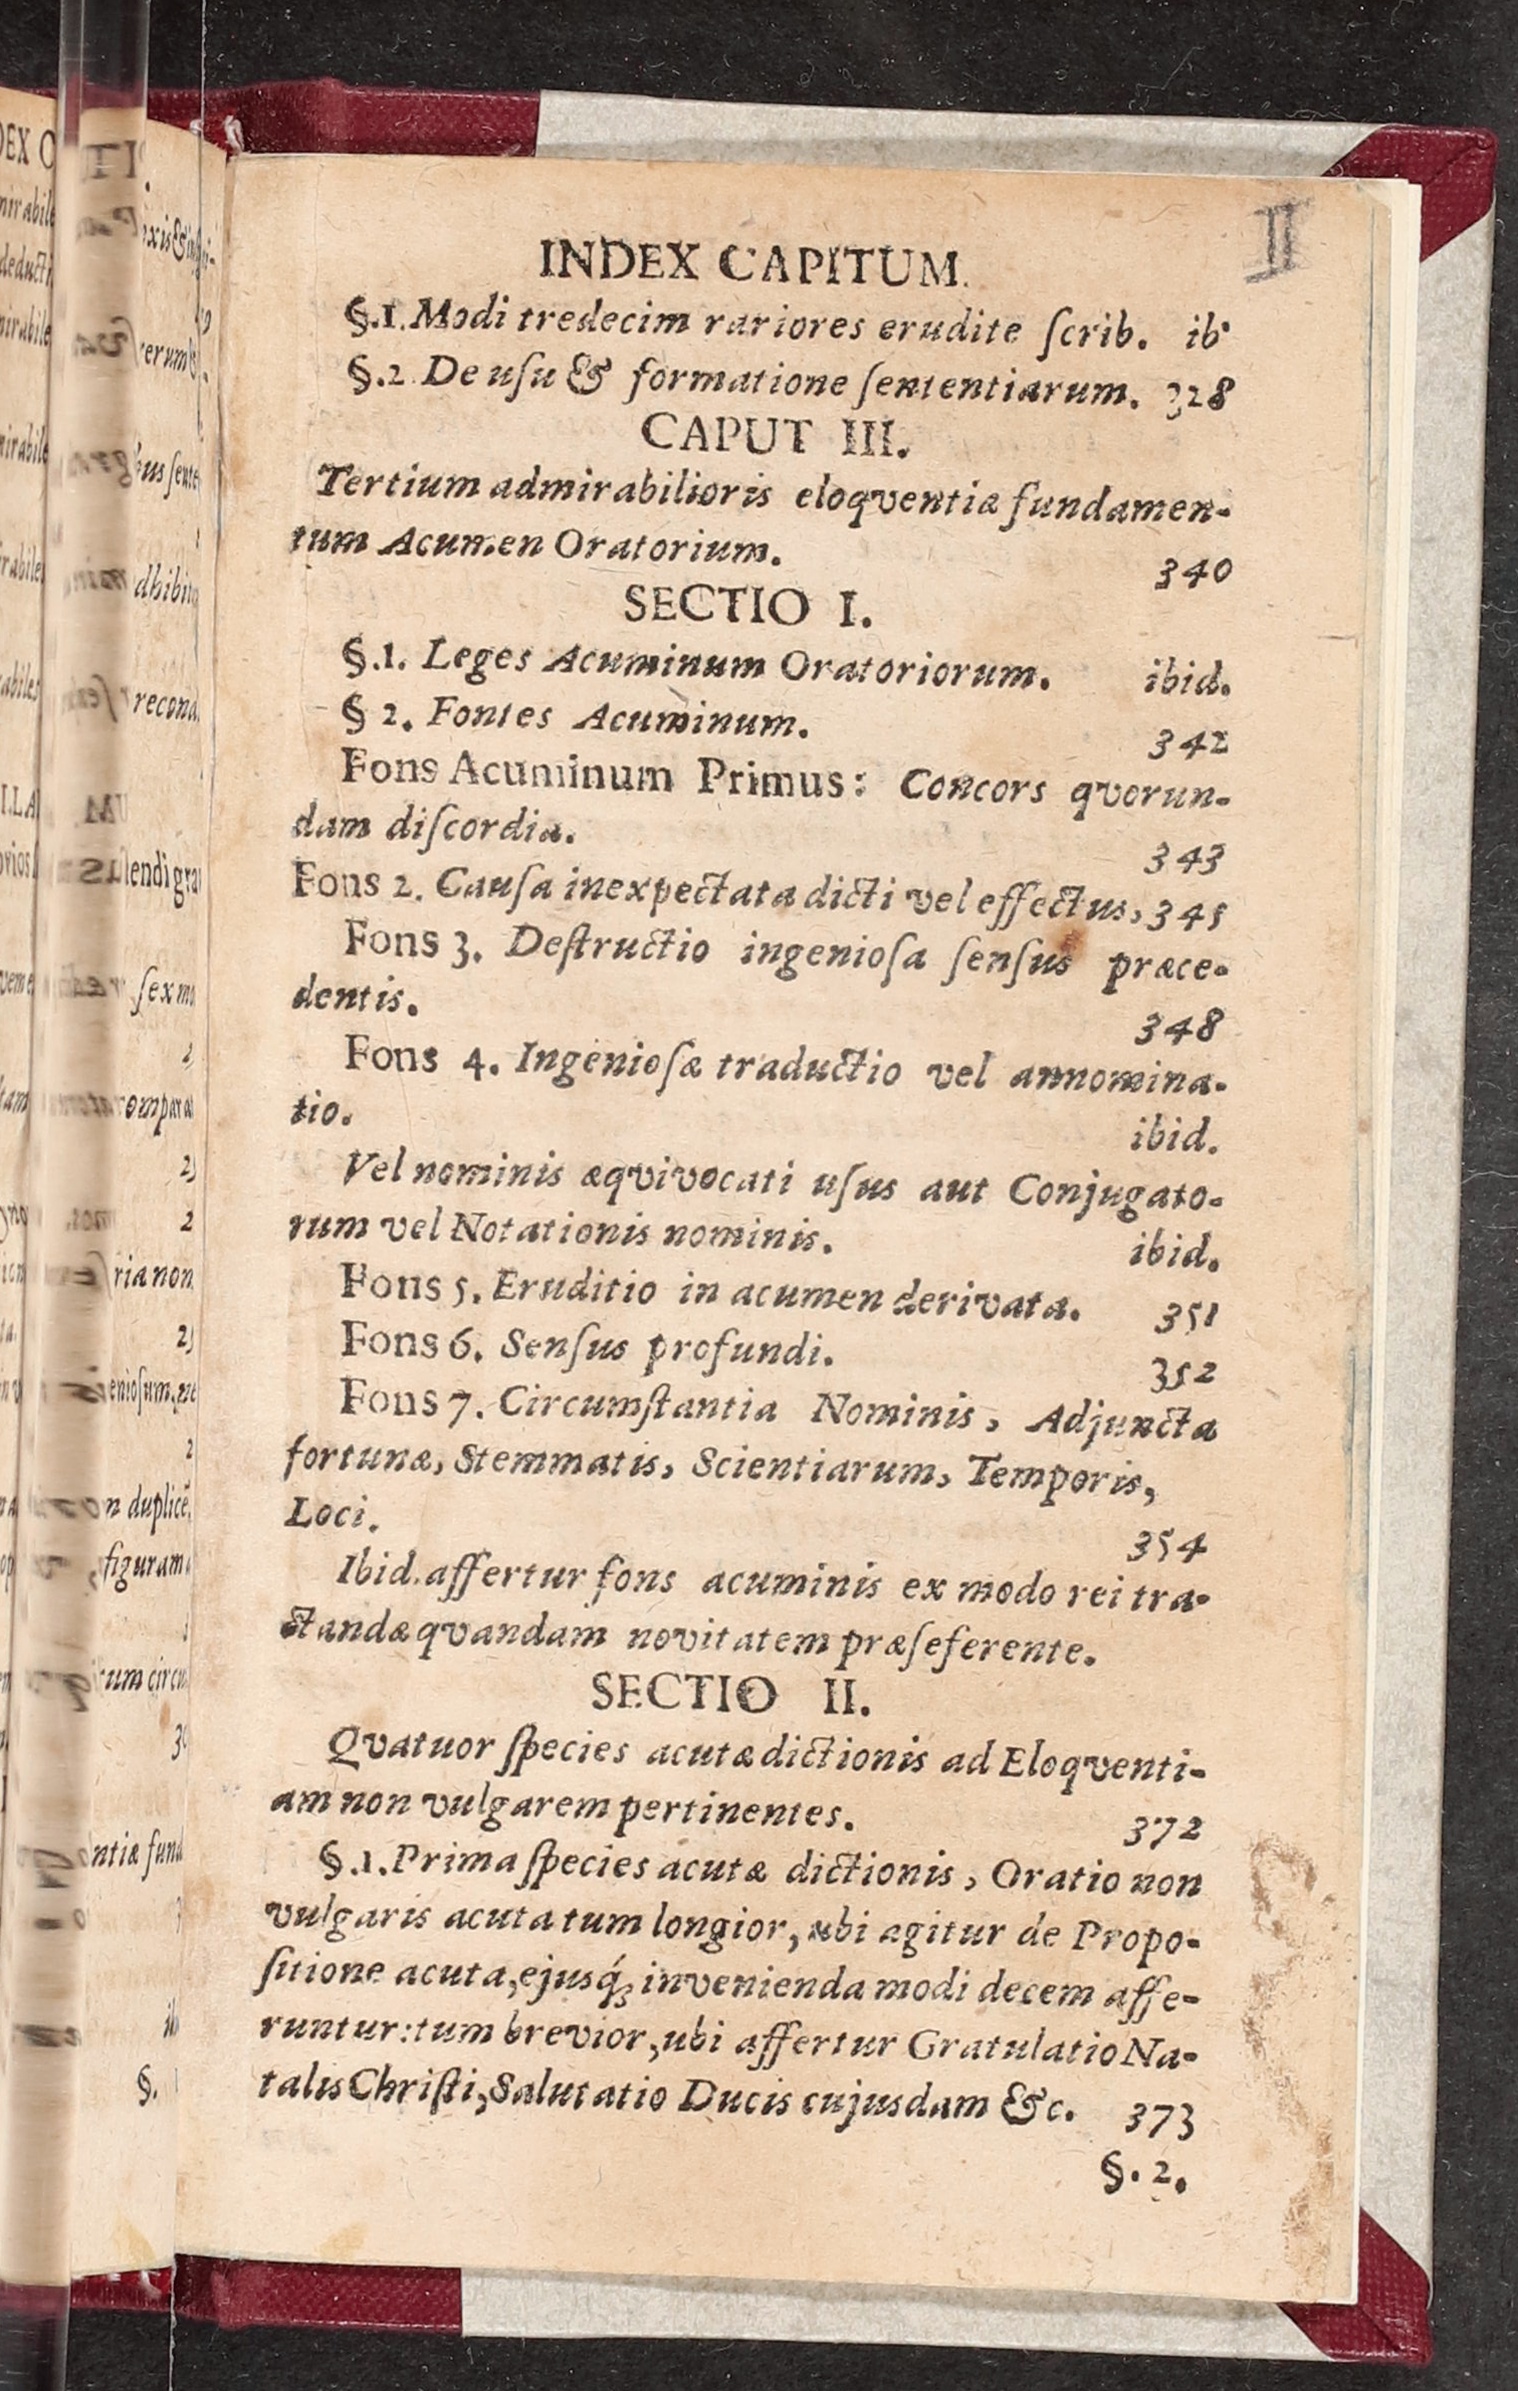 INDEX CAPITUM.
§.1. Modi tredecim rariores erudite ſcrib. ib.
§.2 De uſu & formatione ſententiarum. 328
CAPUT III.
Tertium admirabilioris eloqventiæ fundamen-
tum Acumen Oratorium. 340
SECTIO I.
§.1. Leges Acuminum Oratoriorum. ibid.
§ 2. Fontes Acuminum. 342
Fons Acuminum Primus: Concors qvorun-
dam diſcordia. 343
Fons 2. Cauſa inexpectata dicti vel effectus, 345
Fons 3. Deſtructio ingenioſa ſenſus præce-
dentis. 348
Fons 4. Ingenioſæ traductio vel annomina-
tio. ibid.
Vel nominis æqvivocati uſus aut Conjugato-
rum vel Notationis nominis. ibid.
Fons 5. Eruditio in acumen derivata. 351
Fons 6. Senſus profundi. 352
Fons 7. Circumſtantia Nominis, Adjuncta
fortunæ, Stemmatis, Scientiarum, Temporis,
Loci. 354
Ibid. affertur fons acuminis ex modo rei tra-
ctandæ qvandam novitatem præſeferente.
SECTIO II.
Qvatuor ſpecies acutæ dictionis ad Eloqventi-
am non vulgarem pertinentes. 372
§.1. Prima ſpecies acutæ dictionis, Oratio non
vulgaris acuta tum longior, ubi agitur de Propo-
ſitione acuta, ejusq́; invenienda modi decem affe-
runtur: tum brevior, ubi affertur Gratulatio Na-
talis Chriſti, Salutatio Ducis cujusdam &c. 373
§. 2.
II